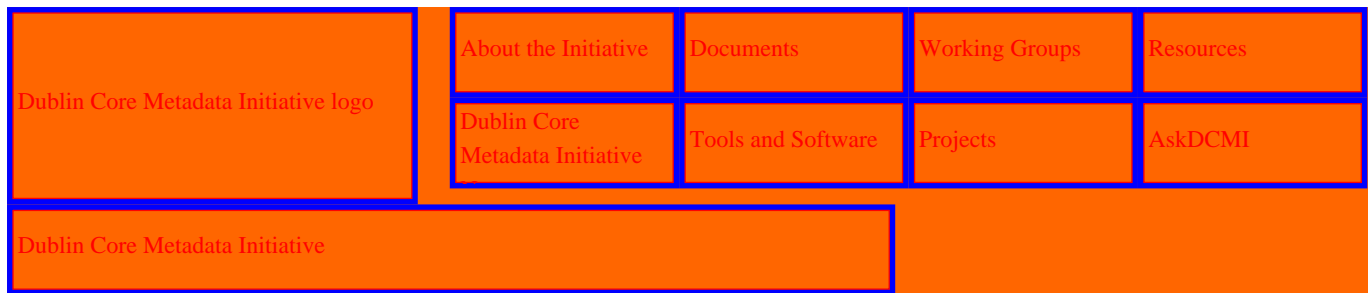 Dublin Core Metadata Initiative logo
About the Initiative
Documents
Working Groups
Resources
Dublin Core
Metadata Initiative
Tools and Software
Projects
AskDCMI
Dublin Core Metadata Initiative